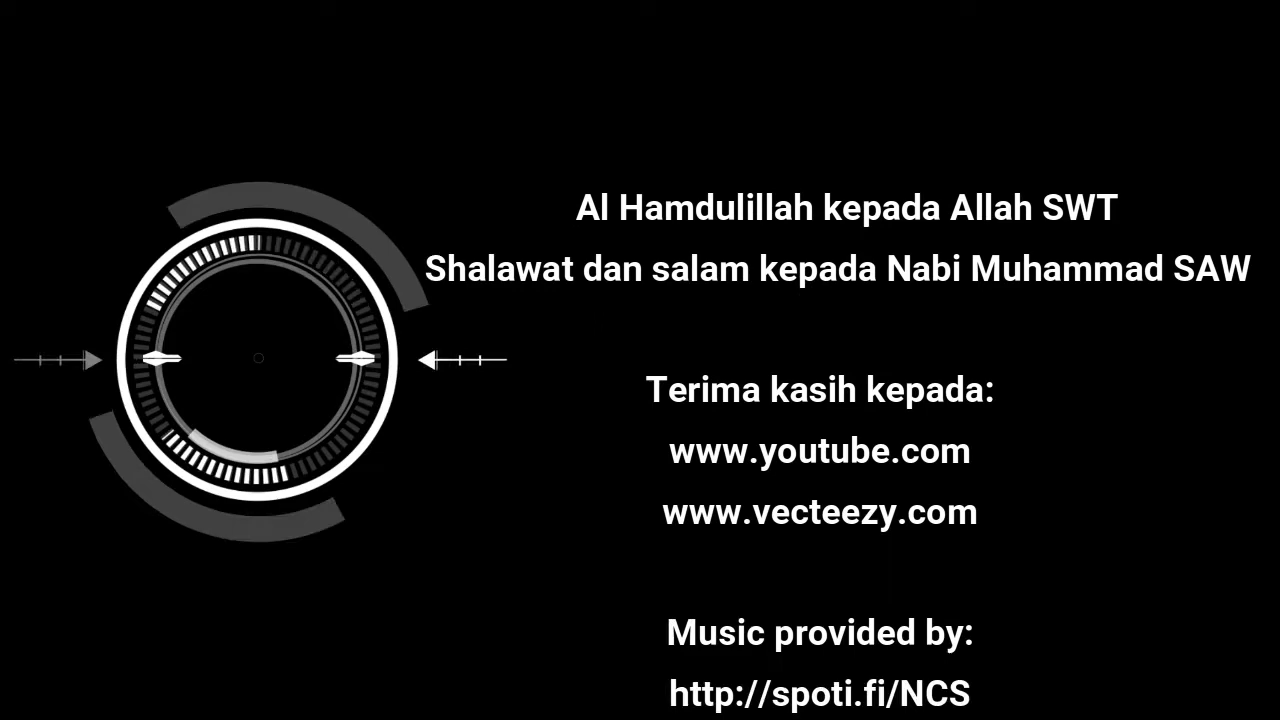 Al Hamdulillah kepada Allah SWT
Shalawat dan salam kepada Nabi Muhammad SAW
Terima kasih kepada:
www.youtube.com
www.vecteezy.com
Music provided by:
http://spoti.fi/NCS